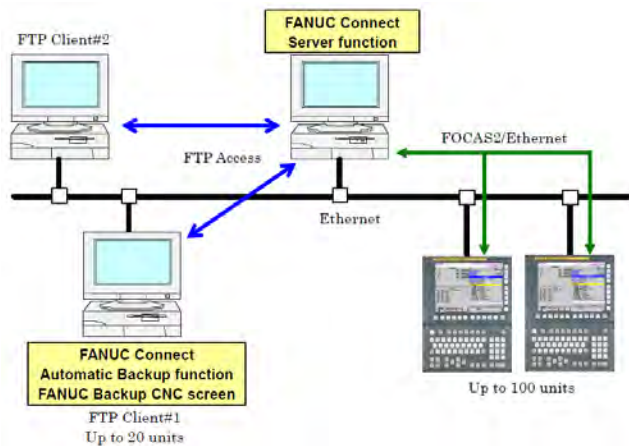 FANUC Connect
Server function
FTP Client#2
FOCAS2/Ethernet
FTP Access
Ethernet
FANUC Connect
Automatic Backup function
FANUC Backup CNC screen
Up to 100 units
FTP Client#1
Up to 20 units